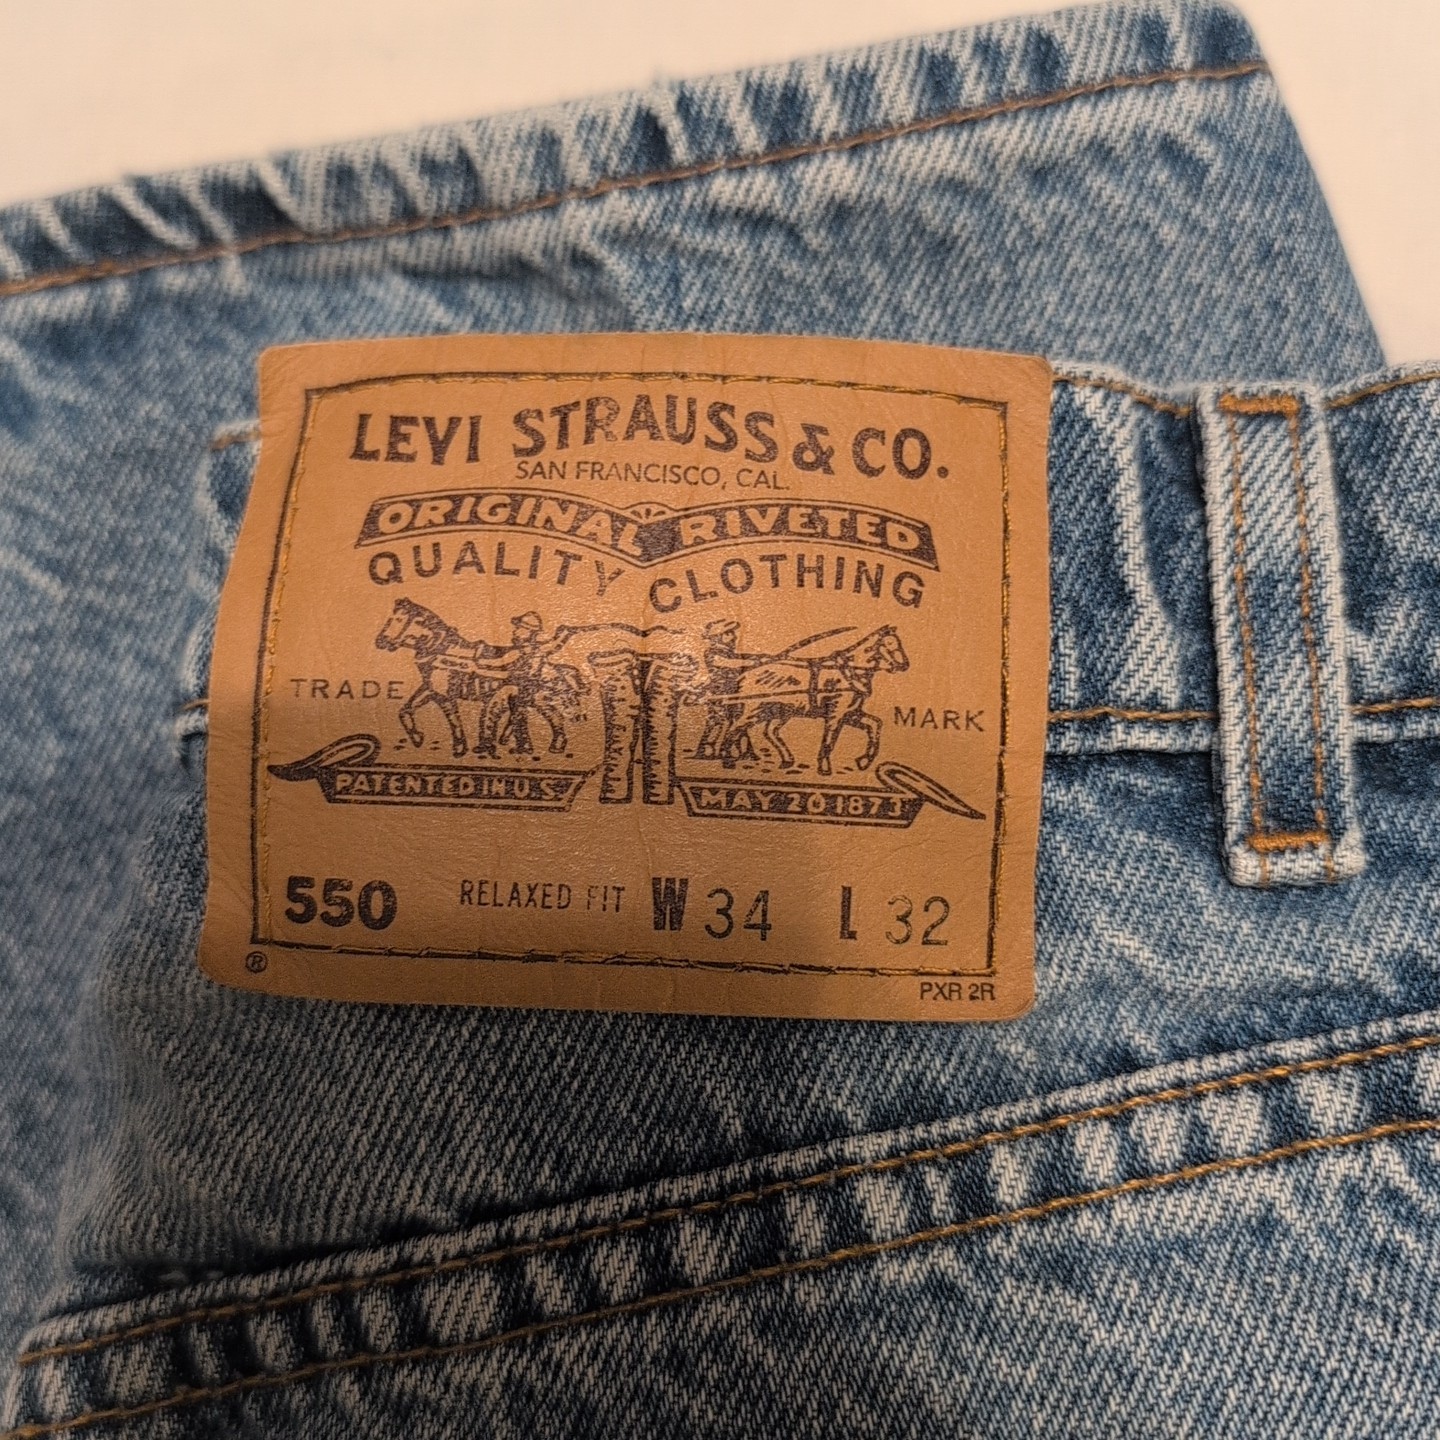 LEVI STRAUSS & CO.
SAN FRANCISCO, CAL.
ORIGINAL RIVETED
QUALITY CLOTHING
TRADE MARK
PATENTED IN U.S. MAY 20 1873
550 RELAXED FIT W 34 L 32
®
PXR 2R